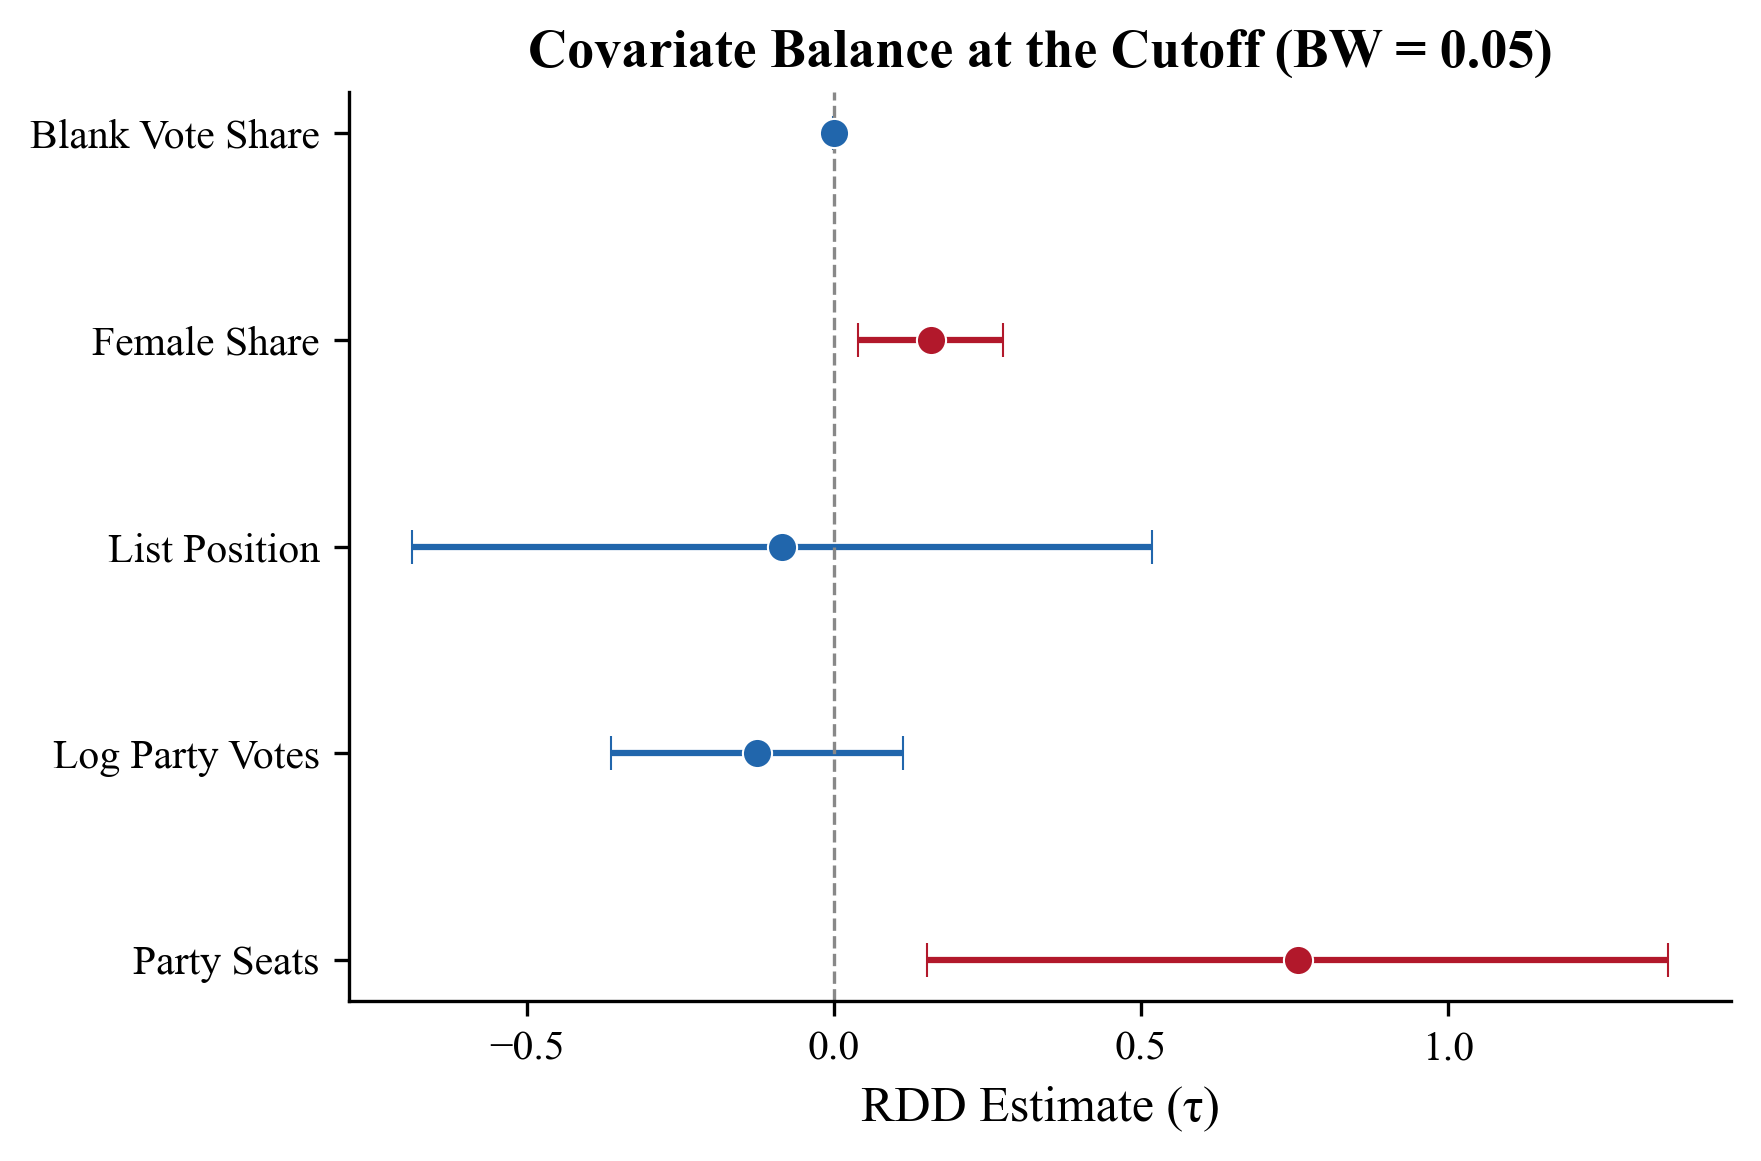 Covariate Balance at the Cutoff (BW = 0.05)
Blank Vote Share
Female Share
List Position
Log Party Votes
Party Seats
−0.5 0.0 0.5 1.0
RDD Estimate (τ)